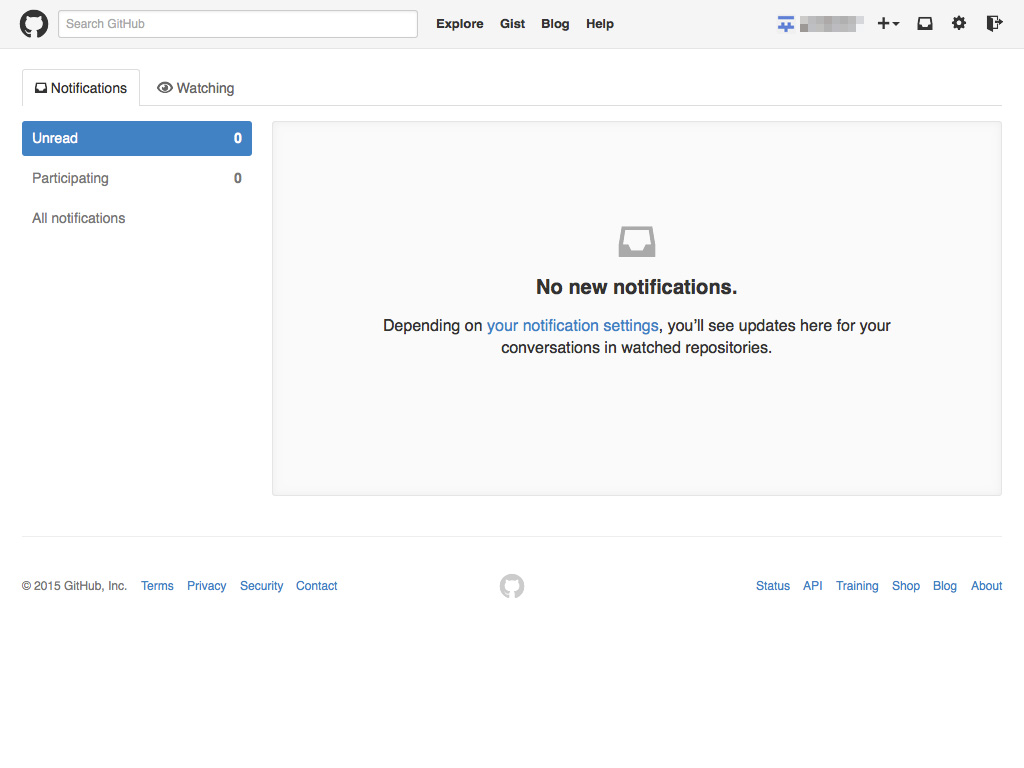 Search GitHub Explore Gist Blog Help
Notifications Watching
Unread 0
Participating 0
All notifications
No new notifications.
Depending on your notification settings, you’ll see updates here for your
conversations in watched repositories.
© 2015 GitHub, Inc. Terms Privacy Security Contact Status API Training Shop Blog About